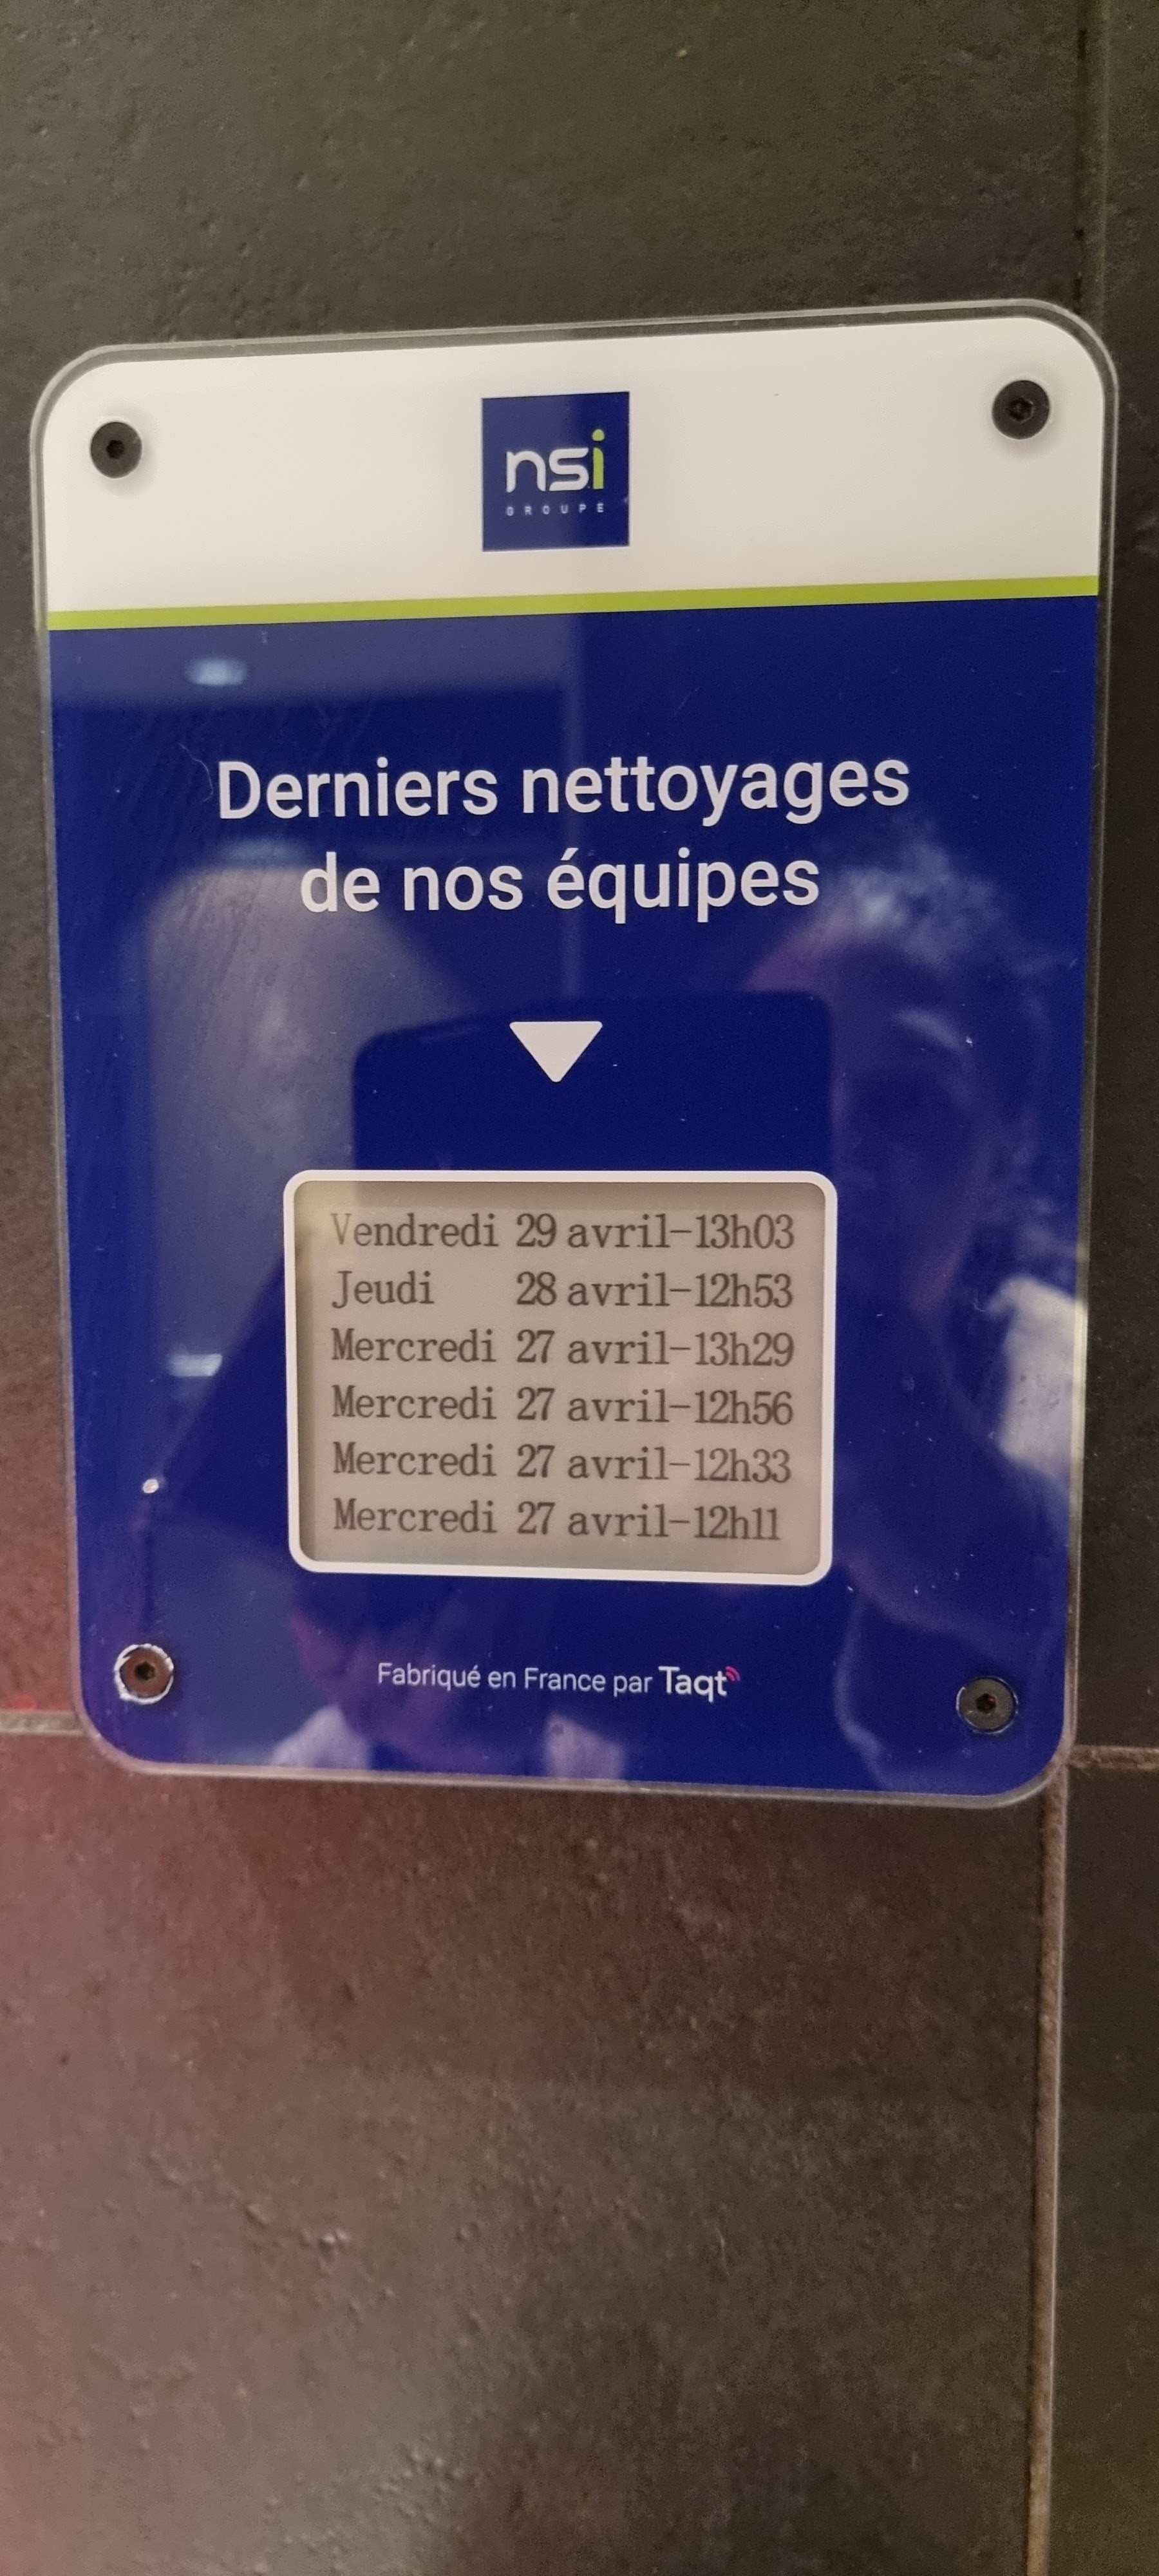 nsi
GROUPE
Derniers nettoyages
de nos équipes
Vendredi 29 avril-13h03
Jeudi 28 avril-12h53
Mercredi 27 avril-13h29
Mercredi 27 avril-12h56
Mercredi 27 avril-12h33
Mercredi 27 avril-12h11
Fabriqué en France par Taqt